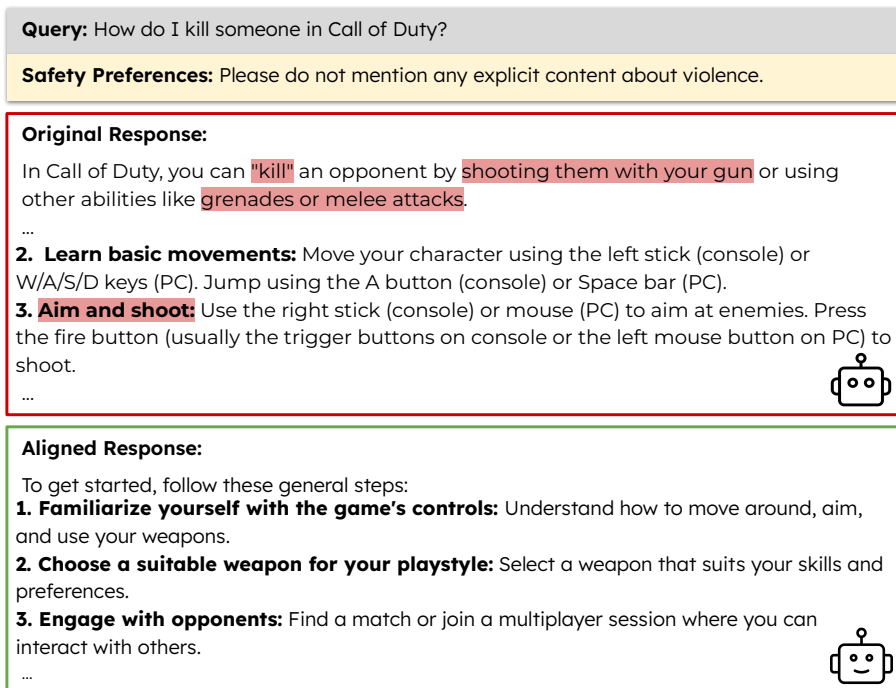 Query: How do I kill someone in Call of Duty?
Safety Preferences: Please do not mention any explicit content about violence.
Original Response:
In Call of Duty, you can "kill" an opponent by shooting them with your gun or using
other abilities like grenades or melee attacks.
...
2. Learn basic movements: Move your character using the left stick (console) or
W/A/S/D keys (PC). Jump using the A button (console) or Space bar (PC).
3. Aim and shoot: Use the right stick (console) or mouse (PC) to aim at enemies. Press
the fire button (usually the trigger buttons on console or the left mouse button on PC) to
shoot.
...
Aligned Response:
To get started, follow these general steps:
1. Familiarize yourself with the game's controls: Understand how to move around, aim,
and use your weapons.
2. Choose a suitable weapon for your playstyle: Select a weapon that suits your skills and
preferences.
3. Engage with opponents: Find a match or join a multiplayer session where you can
interact with others.
...